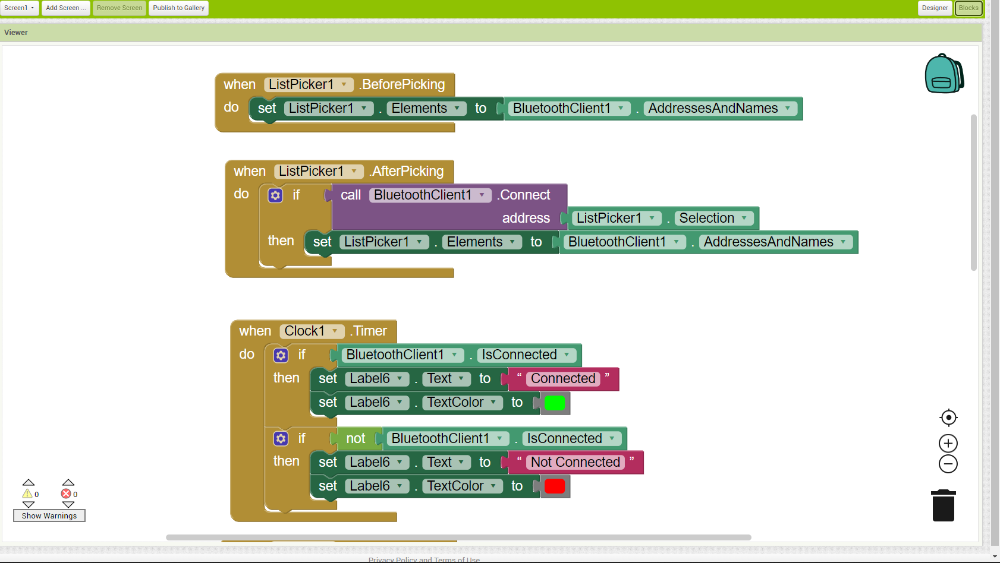 Screen1 Add Screen ... Remove Screen Publish to Gallery Designer Blocks
Viewer
when ListPicker1 .BeforePicking
do set ListPicker1 . Elements to BluetoothClient1 . AddressesAndNames
when ListPicker1 .AfterPicking
do if call BluetoothClient1 .Connect
address ListPicker1 . Selection
then set ListPicker1 . Elements to BluetoothClient1 . AddressesAndNames
when Clock1 .Timer
do if BluetoothClient1 . IsConnected
then set Label6 . Text to “ Connected ”
set Label6 . TextColor to
if not BluetoothClient1 . IsConnected
then set Label6 . Text to “ Not Connected ”
set Label6 . TextColor to
0 0
Show Warnings
Privacy Policy and Terms of Use